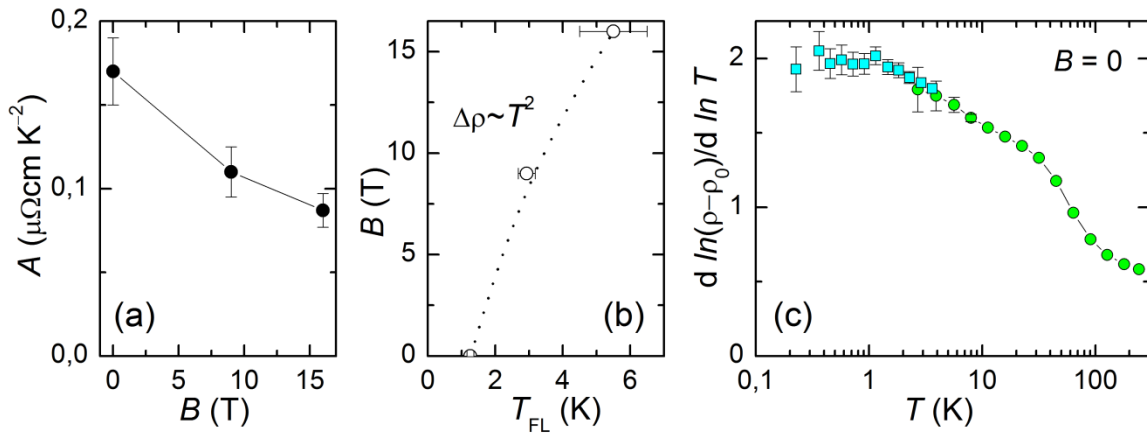 0,2
0,1
0,0
A (μΩcm K⁻²)
0 5 10 15
B (T)
(a)
15
10
5
0
B (T)
Δρ~T²
0 2 4 6
T_FL (K)
(b)
2
1
0
d ln(ρ−ρ₀)/d ln T
B = 0
0,1 1 10 100
T (K)
(c)